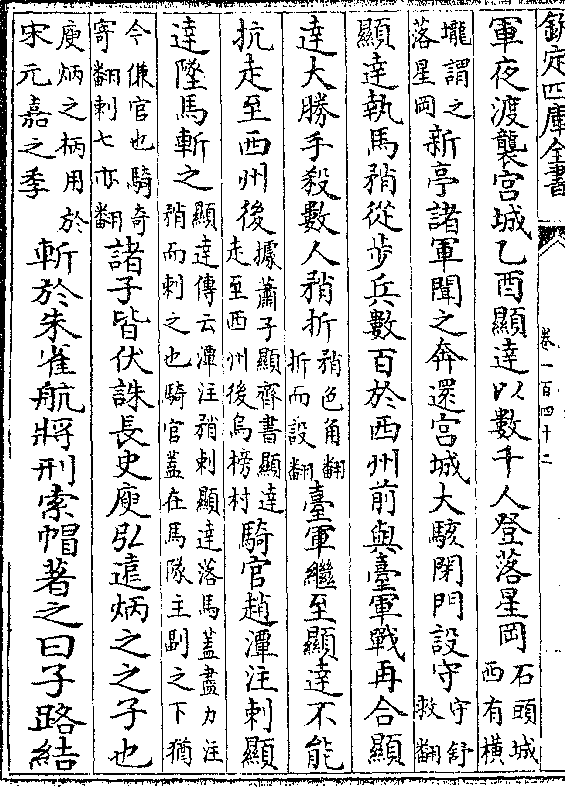 欽定四庫全書
卷一百四十二
軍夜渡襲宮城乙酉顯達以數千人登落星岡石頭城西有橫
壠謂之落星岡新亭諸軍聞之奔還宮城大駭閉門設守守舒救翻
顯達執馬矟從步兵數百於西州前與臺軍戰再合顯
達大勝手殺數人矟折矟色角翻折而設翻臺軍繼至顯達不能
抗走至西州後據蕭子顯齊書顯達走至西州後烏榜村騎官趙潭注刺顯
達墜馬斬之顯達傳云潭注矟刺顯達落馬蓋盡力注矟而刺之也騎官蓋在馬隊主副之下猶
今傔官也騎奇寄翻刺七亦翻諸子皆伏誅長史庾弘遠炳之之子也
庾炳之柄用於宋元嘉之季斬於朱雀航將刑索帽著之曰子路結